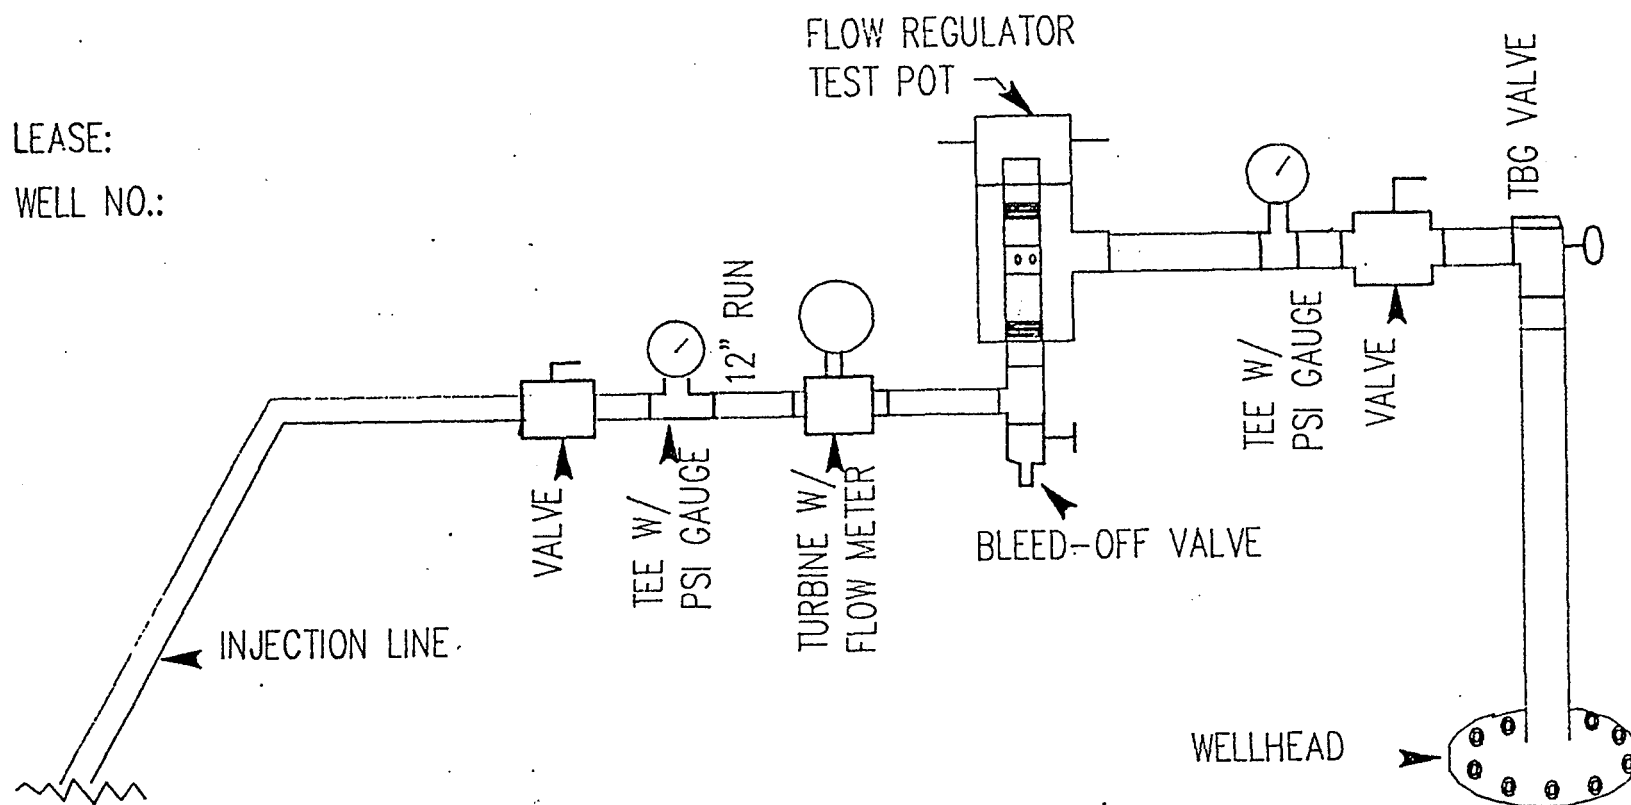 FLOW REGULATOR
TEST POT
TBG VALVE
LEASE:
WELL NO.:
12" RUN
VALVE
TEE W/
PSI GAUGE
TURBINE W/
FLOW METER
BLEED-OFF VALVE
TEE W/
PSI GAUGE
VALVE
INJECTION LINE
WELLHEAD